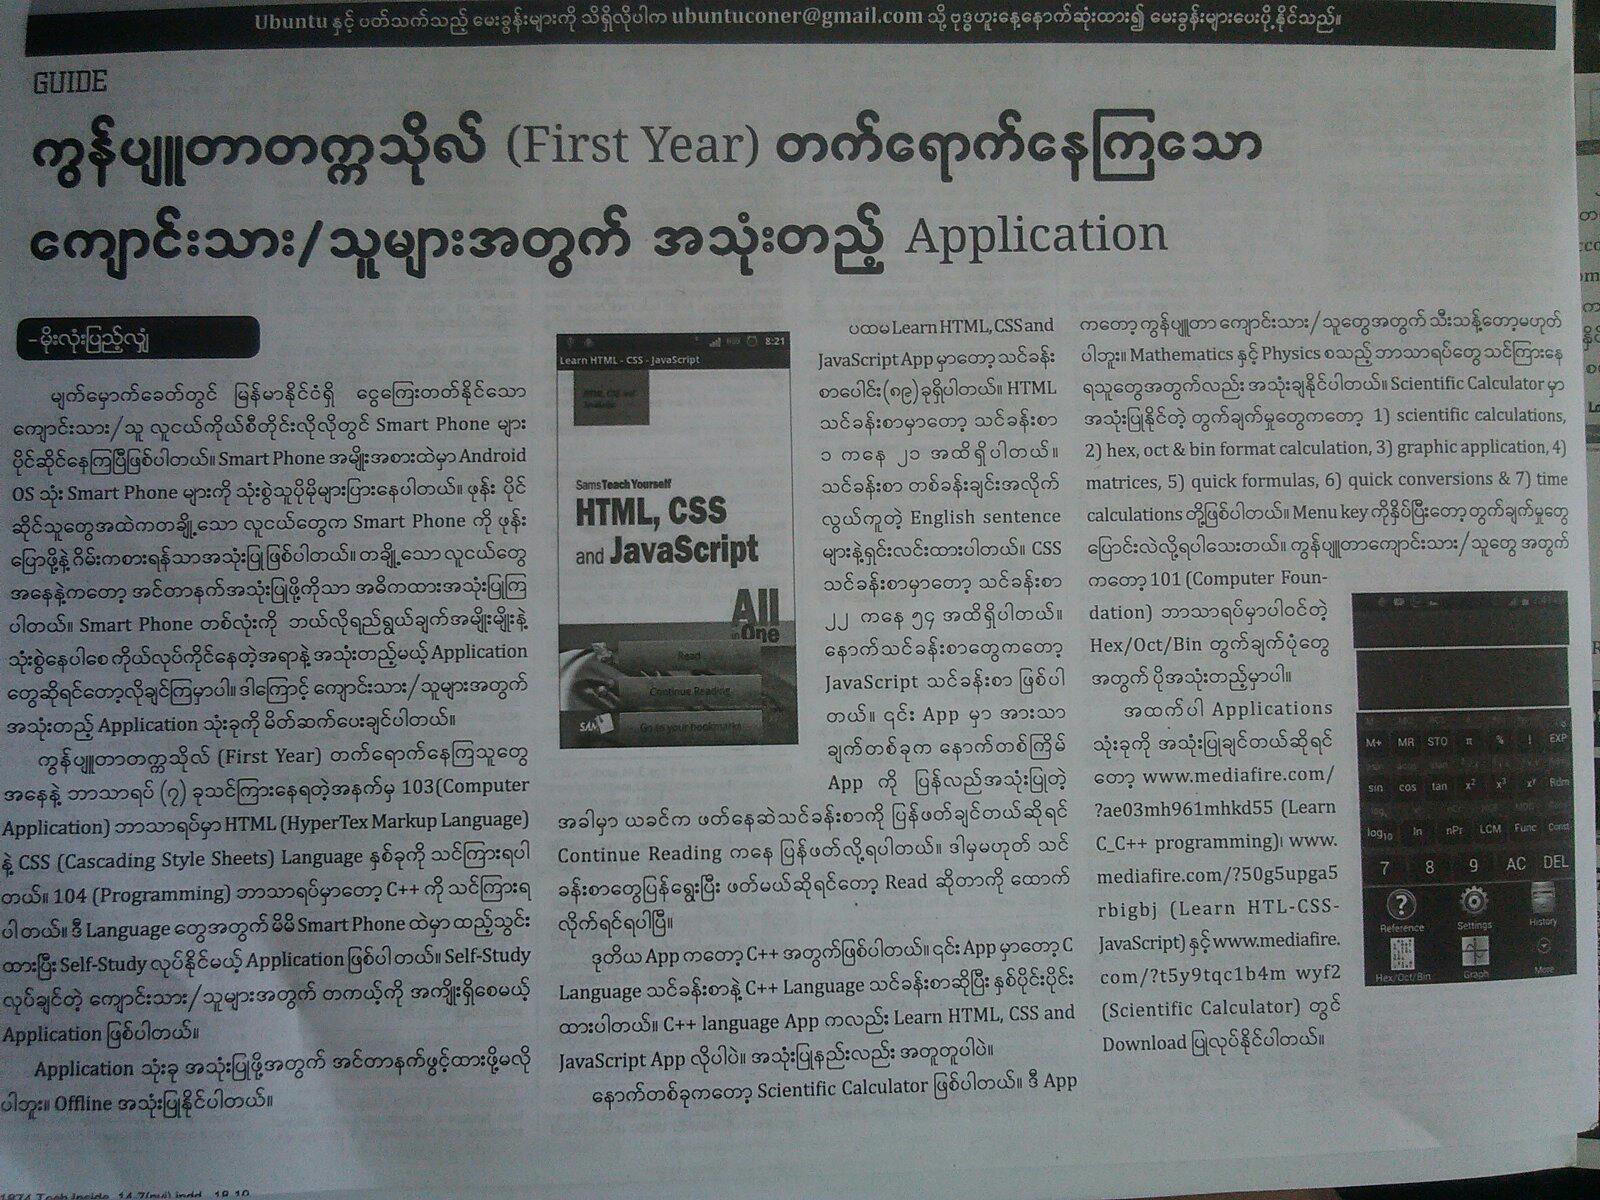 Ubuntu နှင့် ပတ်သက်သည့် မေးခွန်းများကို သိရှိလိုပါက ubuntuconer@gmail.com သို့ ဗုဒ္ဓဟူးနေ့နောက်ဆုံးထား၍ မေးခွန်းများပေးပို့နိုင်သည်။
GUIDE
ကွန်ပျူတာတက္ကသိုလ် (First Year) တက်ရောက်နေကြသော
ကျောင်းသား/သူများအတွက် အသုံးတည့် Application
– မိုးလုံးပြည့်လျှံ
မျက်မှောက်ခေတ်တွင် မြန်မာနိုင်ငံရှိ ငွေကြေးတတ်နိုင်သော
ကျောင်းသား/သူ လူငယ်ကိုယ်စီတိုင်းလိုလိုတွင် Smart Phone များ
ပိုင်ဆိုင်နေကြပြီဖြစ်ပါတယ်။ Smart Phone အမျိုးအစားထဲမှာ Android
OS သုံး Smart Phone များကို သုံးစွဲသူပိုမိုများပြားနေပါတယ်။ ဖုန်း ပိုင်
ဆိုင်သူတွေအထဲကတချို့သော လူငယ်တွေက Smart Phone ကို ဖုန်း
ပြောဖို့နဲ့ ဂိမ်းကစားရန်သာအသုံးပြုဖြစ်ပါတယ်။ တချို့သော လူငယ်တွေ
အနေနဲ့ကတော့ အင်တာနက်အသုံးပြုဖို့ကိုသာ အဓိကထားအသုံးပြုကြ
ပါတယ်။ Smart Phone တစ်လုံးကို ဘယ်လိုရည်ရွယ်ချက်အမျိုးမျိုးနဲ့
သုံးစွဲနေပါစေ ကိုယ်လုပ်ကိုင်နေတဲ့အရာနဲ့ အသုံးတည့်မယ့် Application
တွေဆိုရင်တော့လိုချင်ကြမှာပါ။ ဒါကြောင့် ကျောင်းသား/သူများအတွက်
အသုံးတည့် Application သုံးခုကို မိတ်ဆက်ပေးချင်ပါတယ်။
ကွန်ပျူတာတက္ကသိုလ် (First Year) တက်ရောက်နေကြသူတွေ
အနေနဲ့ ဘာသာရပ် (၇) ခုသင်ကြားနေရတဲ့အနက်မှ 103(Computer
Application) ဘာသာရပ်မှာ HTML (HyperTex Markup Language)
နဲ့ CSS (Cascading Style Sheets) Language နှစ်ခုကို သင်ကြားရပါ
တယ်။ 104 (Programming) ဘာသာရပ်မှာတော့ C++ ကို သင်ကြားရ
ပါတယ်။ ဒီ Language တွေအတွက် မိမိ Smart Phone ထဲမှာ ထည့်သွင်း
ထားပြီး Self-Study လုပ်နိုင်မယ့် Application ဖြစ်ပါတယ်။ Self-Study
လုပ်ချင်တဲ့ ကျောင်းသား/သူများအတွက် တကယ့်ကို အကျိုးရှိစေမယ့်
Application ဖြစ်ပါတယ်။
Application သုံးခု အသုံးပြုဖို့အတွက် အင်တာနက်ဖွင့်ထားဖို့မလို
ပါဘူး။ Offline အသုံးပြုနိုင်ပါတယ်။
8:21
Learn HTML - CSS - JavaScript
Sams Teach Yourself
HTML, CSS
and JavaScript
All
in One
Read
Continue Reading
SAMS
Go to your bookmarks
ပထမ Learn HTML, CSS and
JavaScript App မှာတော့ သင်ခန်း
စာပေါင်း (၈၉) ခုရှိပါတယ်။ HTML
သင်ခန်းစာမှာတော့ သင်ခန်းစာ
၁ ကနေ ၂၁ အထိရှိပါတယ်။
သင်ခန်းစာ တစ်ခန်းချင်းအလိုက်
လွယ်ကူတဲ့ English sentence
များနဲ့ရှင်းလင်းထားပါတယ်။ CSS
သင်ခန်းစာမှာတော့ သင်ခန်းစာ
၂၂ ကနေ ၅၄ အထိရှိပါတယ်။
နောက်သင်ခန်းစာတွေကတော့
JavaScript သင်ခန်းစာ ဖြစ်ပါ
တယ်။ ၎င်း App မှာ အားသာ
ချက်တစ်ခုက နောက်တစ်ကြိမ်
App ကို ပြန်လည်အသုံးပြုတဲ့
အခါမှာ ယခင်က ဖတ်နေဆဲသင်ခန်းစာကို ပြန်ဖတ်ချင်တယ်ဆိုရင်
Continue Reading ကနေ ပြန်ဖတ်လို့ရပါတယ်။ ဒါမှမဟုတ် သင်
ခန်းစာတွေပြန်ရွေးပြီး ဖတ်မယ်ဆိုရင်တော့ Read ဆိုတာကို ထောက်
လိုက်ရင်ရပါပြီ။
ဒုတိယ App ကတော့ C++ အတွက်ဖြစ်ပါတယ်။ ၎င်း App မှာတော့ C
Language သင်ခန်းစာနဲ့ C++ Language သင်ခန်းစာဆိုပြီး နှစ်ပိုင်းပိုင်း
ထားပါတယ်။ C++ language App ကလည်း Learn HTML, CSS and
JavaScript App လိုပါပဲ။ အသုံးပြုနည်းလည်း အတူတူပါပဲ။
နောက်တစ်ခုကတော့ Scientific Calculator ဖြစ်ပါတယ်။ ဒီ App
ကတော့ ကွန်ပျူတာ ကျောင်းသား/သူတွေအတွက် သီးသန့်တော့မဟုတ်
ပါဘူး။ Mathematics နှင့် Physics စသည့် ဘာသာရပ်တွေ သင်ကြားနေ
ရသူတွေအတွက်လည်း အသုံးချနိုင်ပါတယ်။ Scientific Calculator မှာ
အသုံးပြုနိုင်တဲ့ တွက်ချက်မှုတွေကတော့ 1) scientific calculations,
2) hex, oct & bin format calculation, 3) graphic application, 4)
matrices, 5) quick formulas, 6) quick conversions & 7) time
calculations တို့ဖြစ်ပါတယ်။ Menu key ကိုနှိပ်ပြီးတော့ တွက်ချက်မှုတွေ
ပြောင်းလဲလို့ရပါသေးတယ်။ ကွန်ပျူတာကျောင်းသား/သူတွေ အတွက်
ကတော့ 101 (Computer Foun-
dation) ဘာသာရပ်မှာပါဝင်တဲ့
Hex/Oct/Bin တွက်ချက်ပုံတွေ
အတွက် ပိုအသုံးတည့်မှာပါ။
အထက်ပါ Applications
သုံးခုကို အသုံးပြုချင်တယ်ဆိုရင်
တော့ www.mediafire.com/
?ae03mh961mhkd55 (Learn
C_C++ programming)၊ www.
mediafire.com/?50g5upga5
rbigbj (Learn HTL-CSS-
JavaScript) နှင့် www.mediafire.
com/?t5y9tqc1b4m wyf2
(Scientific Calculator) တွင်
Download ပြုလုပ်နိုင်ပါတယ်။
M+ MR STO π % ! EXP
sin cos tan x² x³ xʸ Rdm
log₁₀ ln nPr LCM Func Const
7 8 9 AC DEL
Reference Settings History
Hex/Oct/Bin Graph More